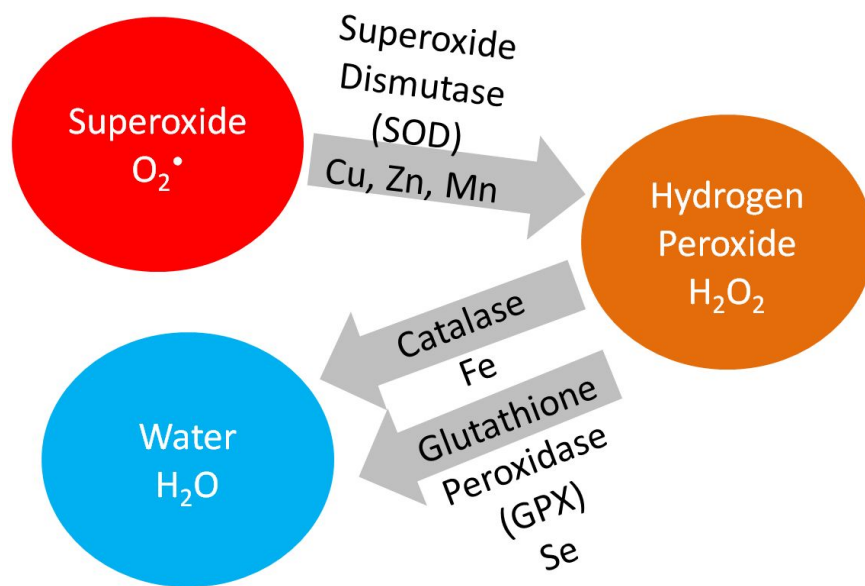 Superoxide
O₂•
Superoxide
Dismutase
(SOD)
Cu, Zn, Mn
Hydrogen
Peroxide
H₂O₂
Catalase
Fe
Glutathione
Peroxidase
(GPX)
Se
Water
H₂O